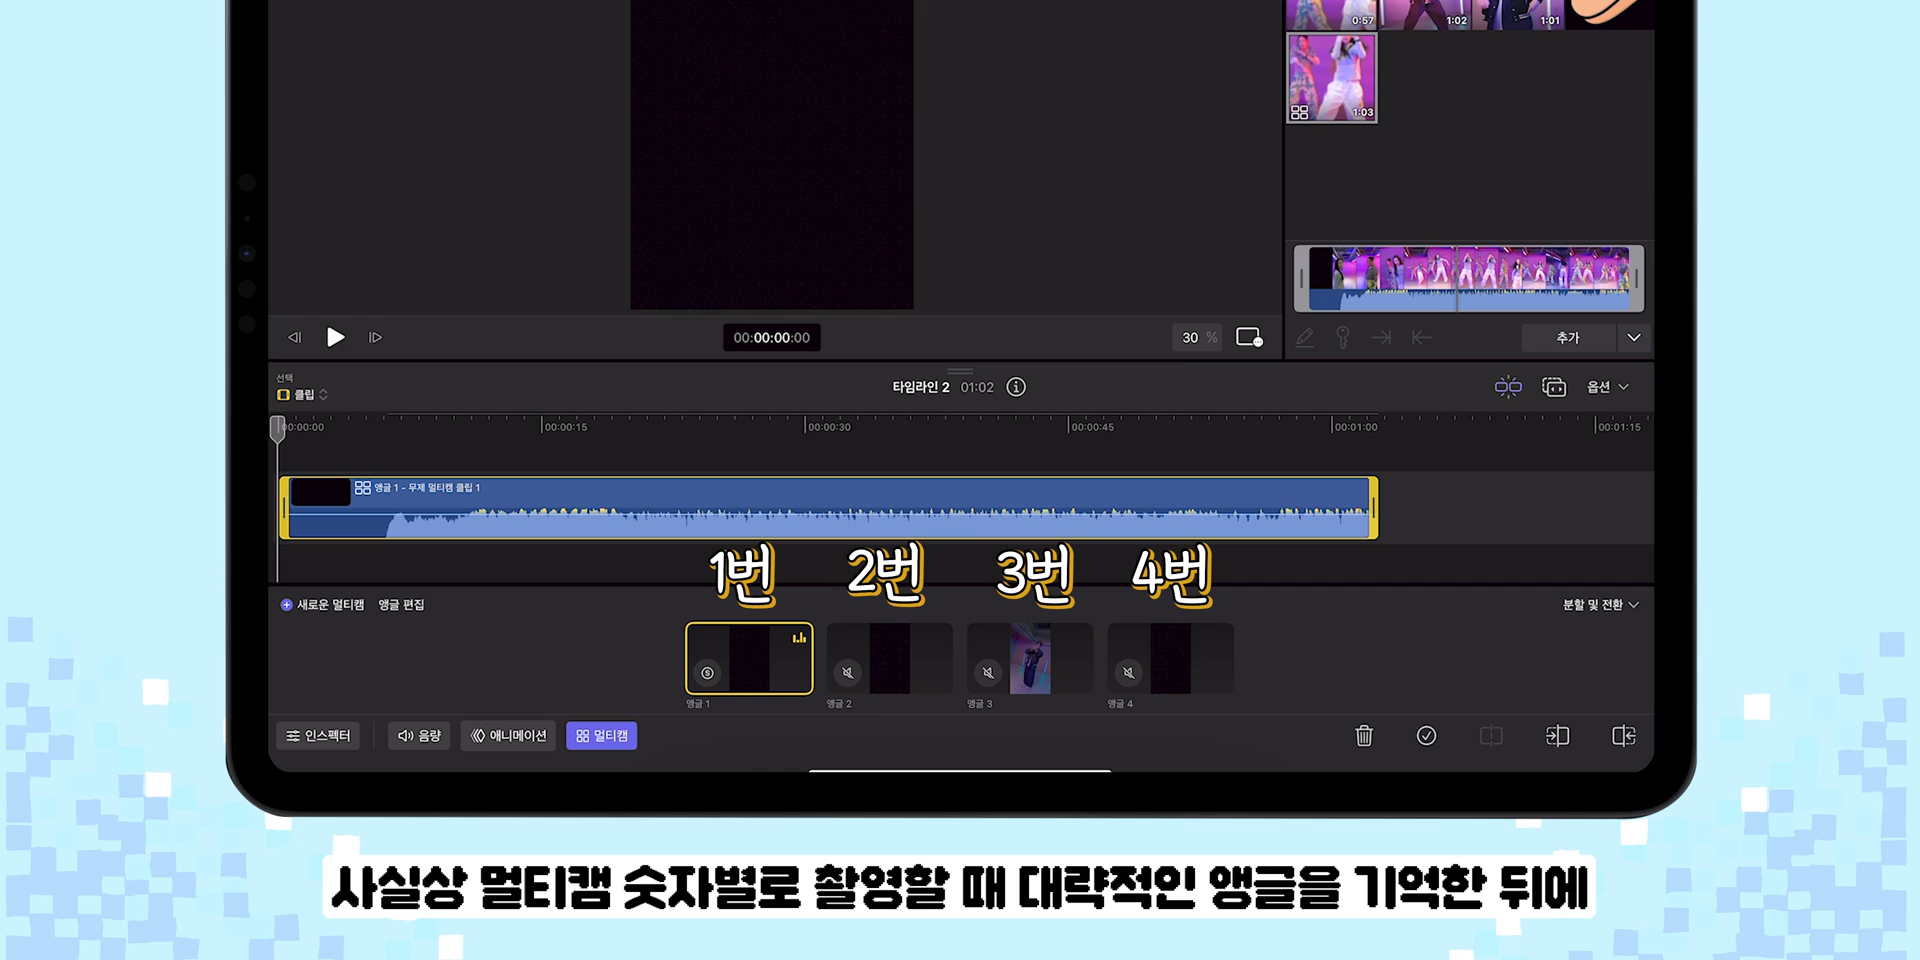 0:57
1:02
1:01
1:03
00:00:00:00
30 %
추가
선택
클립
타임라인 2 01:02
옵션
00:00:00
00:00:15
00:00:30
00:00:45
00:01:00
00:01:15
앵글 1 - 무제 멀티캠 클립 1
1번 2번 3번 4번
새로운 멀티캠 앵글 편집
분할 및 전환
앵글 1
앵글 2
앵글 3
앵글 4
인스펙터 음량 애니메이션 멀티캠
사실상 멀티캠 숫자별로 촬영할 때 대략적인 앵글을 기억한 뒤에